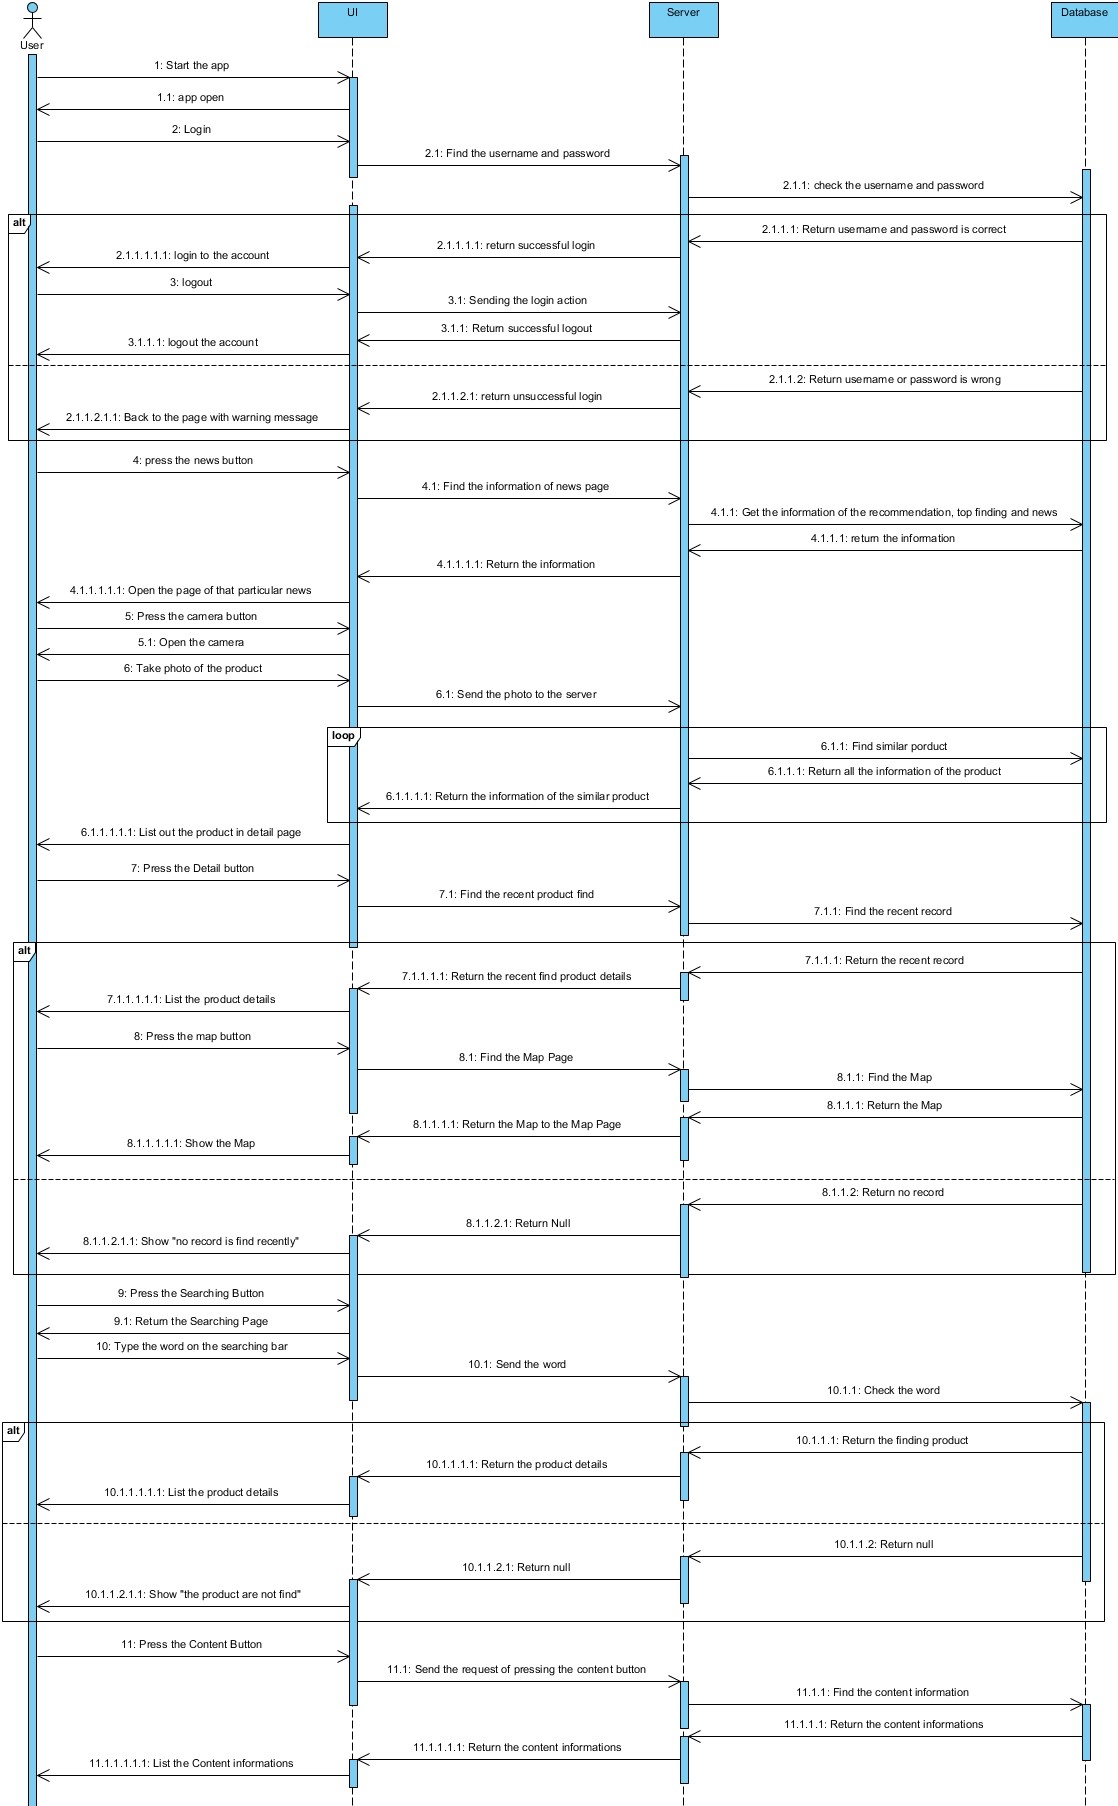 UI
Server
Database
User
1: Start the app
1.1: app open
2: Login
2.1: Find the username and password
2.1.1: check the username and password
alt
2.1.1.1: Return username and password is correct
2.1.1.1.1: return successful login
2.1.1.1.1.1: login to the account
3: logout
3.1: Sending the login action
3.1.1: Return successful logout
3.1.1.1: logout the account
2.1.1.2: Return username or password is wrong
2.1.1.2.1: return unsuccessful login
2.1.1.2.1.1: Back to the page with warning message
4: press the news button
4.1: Find the information of news page
4.1.1: Get the information of the recommendation, top finding and news
4.1.1.1: return the information
4.1.1.1.1: Return the information
4.1.1.1.1.1: Open the page of that particular news
5: Press the camera button
5.1: Open the camera
6: Take photo of the product
6.1: Send the photo to the server
loop
6.1.1: Find similar porduct
6.1.1.1: Return all the information of the product
6.1.1.1.1: Return the information of the similar product
6.1.1.1.1.1: List out the product in detail page
7: Press the Detail button
7.1: Find the recent product find
7.1.1: Find the recent record
alt
7.1.1.1: Return the recent record
7.1.1.1.1: Return the recent find product details
7.1.1.1.1.1: List the product details
8: Press the map button
8.1: Find the Map Page
8.1.1: Find the Map
8.1.1.1: Return the Map
8.1.1.1.1: Return the Map to the Map Page
8.1.1.1.1.1: Show the Map
8.1.1.2: Return no record
8.1.1.2.1: Return Null
8.1.1.2.1.1: Show "no record is find recently"
9: Press the Searching Button
9.1: Return the Searching Page
10: Type the word on the searching bar
10.1: Send the word
10.1.1: Check the word
alt
10.1.1.1: Return the finding product
10.1.1.1.1: Return the product details
10.1.1.1.1.1: List the product details
10.1.1.2: Return null
10.1.1.2.1: Return null
10.1.1.2.1.1: Show "the product are not find"
11: Press the Content Button
11.1: Send the request of pressing the content button
11.1.1: Find the content information
11.1.1.1: Return the content informations
11.1.1.1.1: Return the content informations
11.1.1.1.1.1: List the Content informations